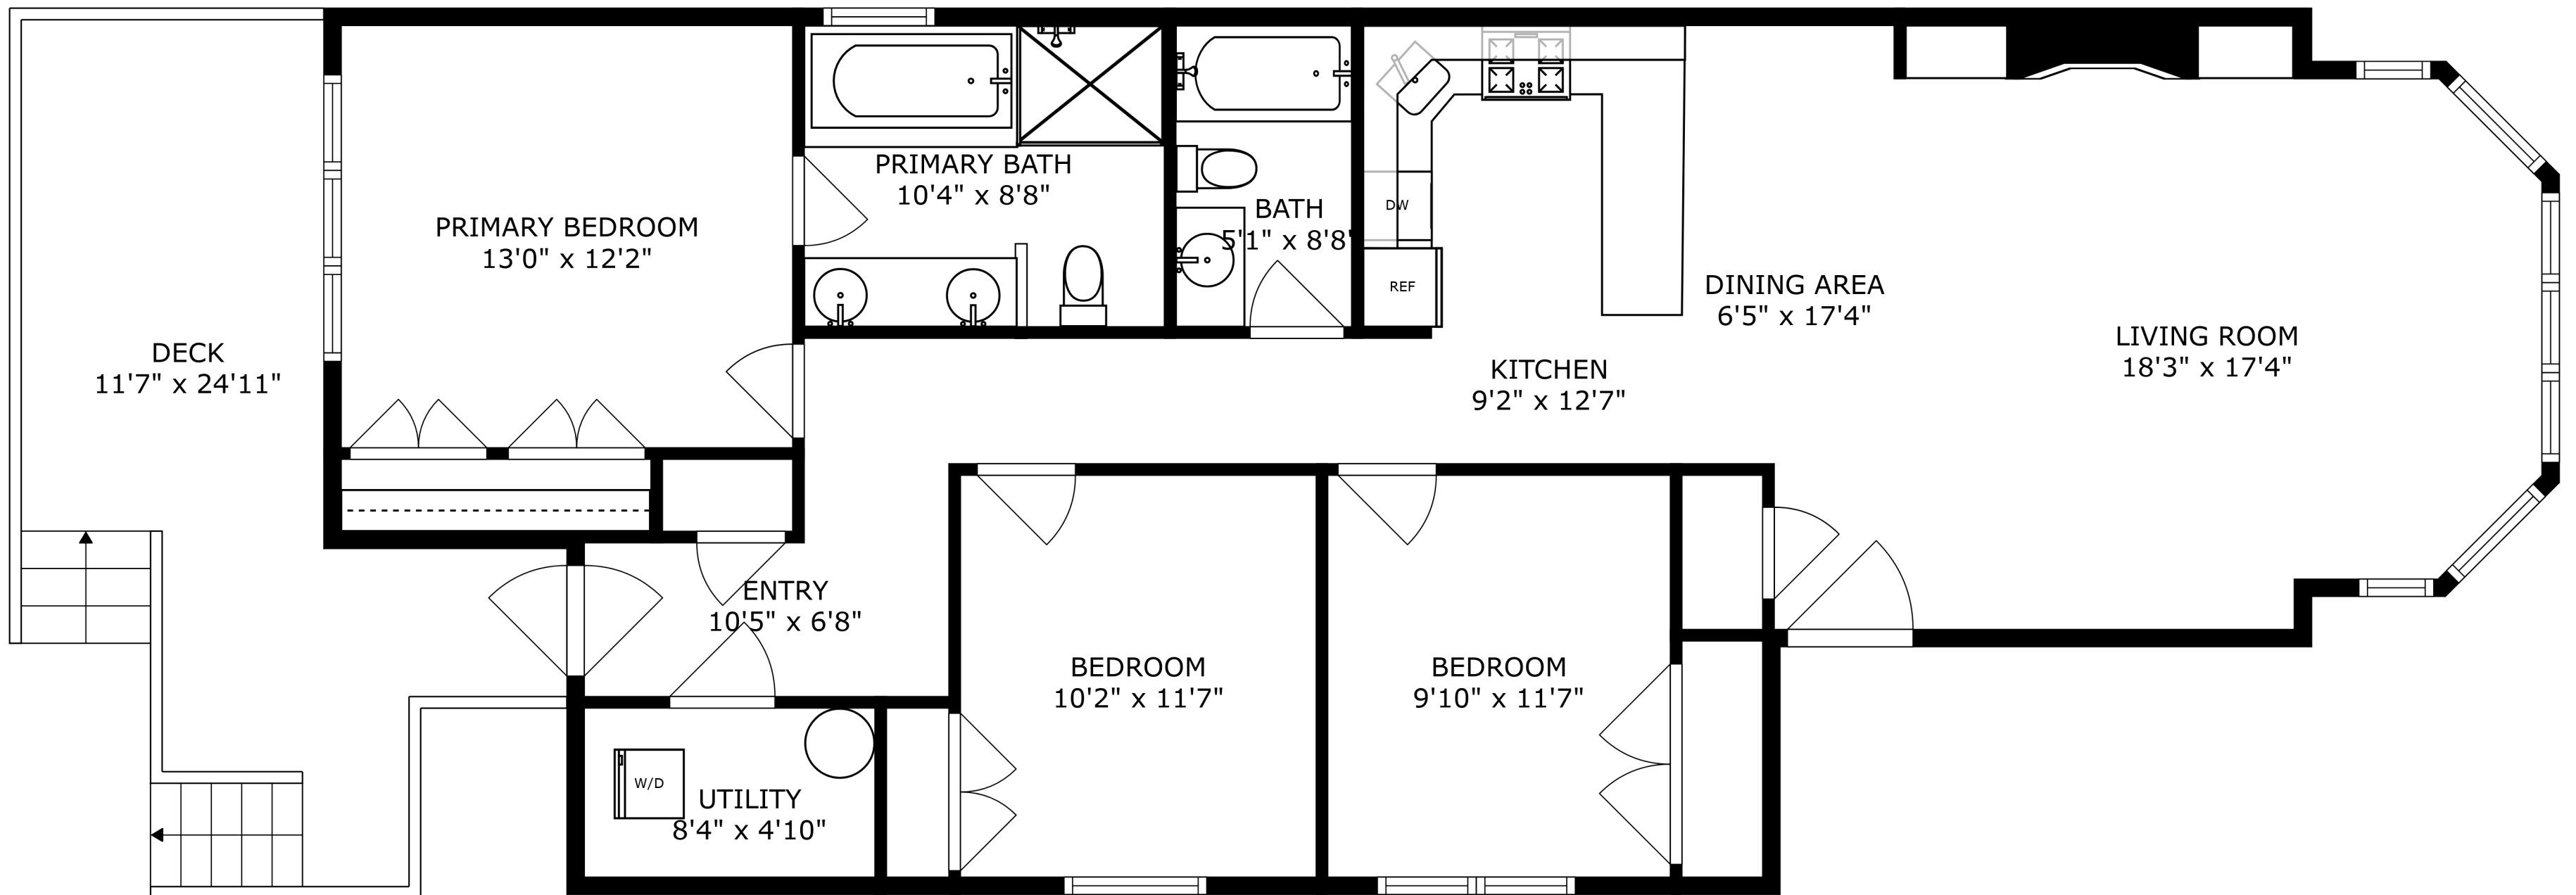 PRIMARY BEDROOM
13'0" x 12'2"
PRIMARY BATH
10'4" x 8'8"
BATH
5'1" x 8'8"
DW
REF
DINING AREA
6'5" x 17'4"
LIVING ROOM
18'3" x 17'4"
DECK
11'7" x 24'11"
KITCHEN
9'2" x 12'7"
ENTRY
10'5" x 6'8"
BEDROOM
10'2" x 11'7"
BEDROOM
9'10" x 11'7"
W/D
UTILITY
8'4" x 4'10"